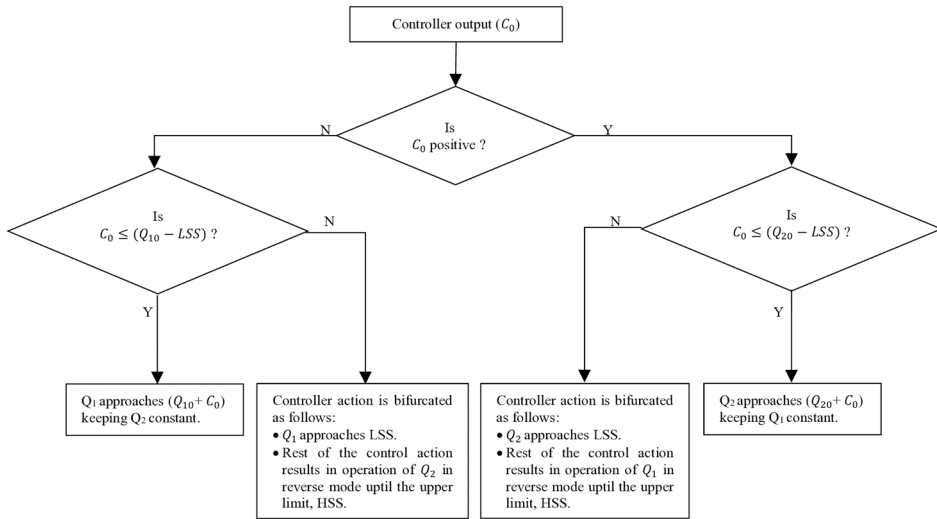 Controller output (C₀)
N
Is
C₀ positive ?
Y
Is
C₀ ≤ (Q₁₀ − LSS) ?
N
Y
Is
C₀ ≤ (Q₂₀ − LSS) ?
N
Y
Q₁ approaches (Q₁₀+ C₀)
keeping Q₂ constant.
Controller action is bifurcated
as follows:
• Q₁ approaches LSS.
• Rest of the control action
results in operation of Q₂ in
reverse mode uptil the upper
limit, HSS.
Controller action is bifurcated
as follows:
• Q₂ approaches LSS.
• Rest of the control action
results in operation of Q₁ in
reverse mode uptil the upper
limit, HSS.
Q₂ approaches (Q₂₀+ C₀)
keeping Q₁ constant.